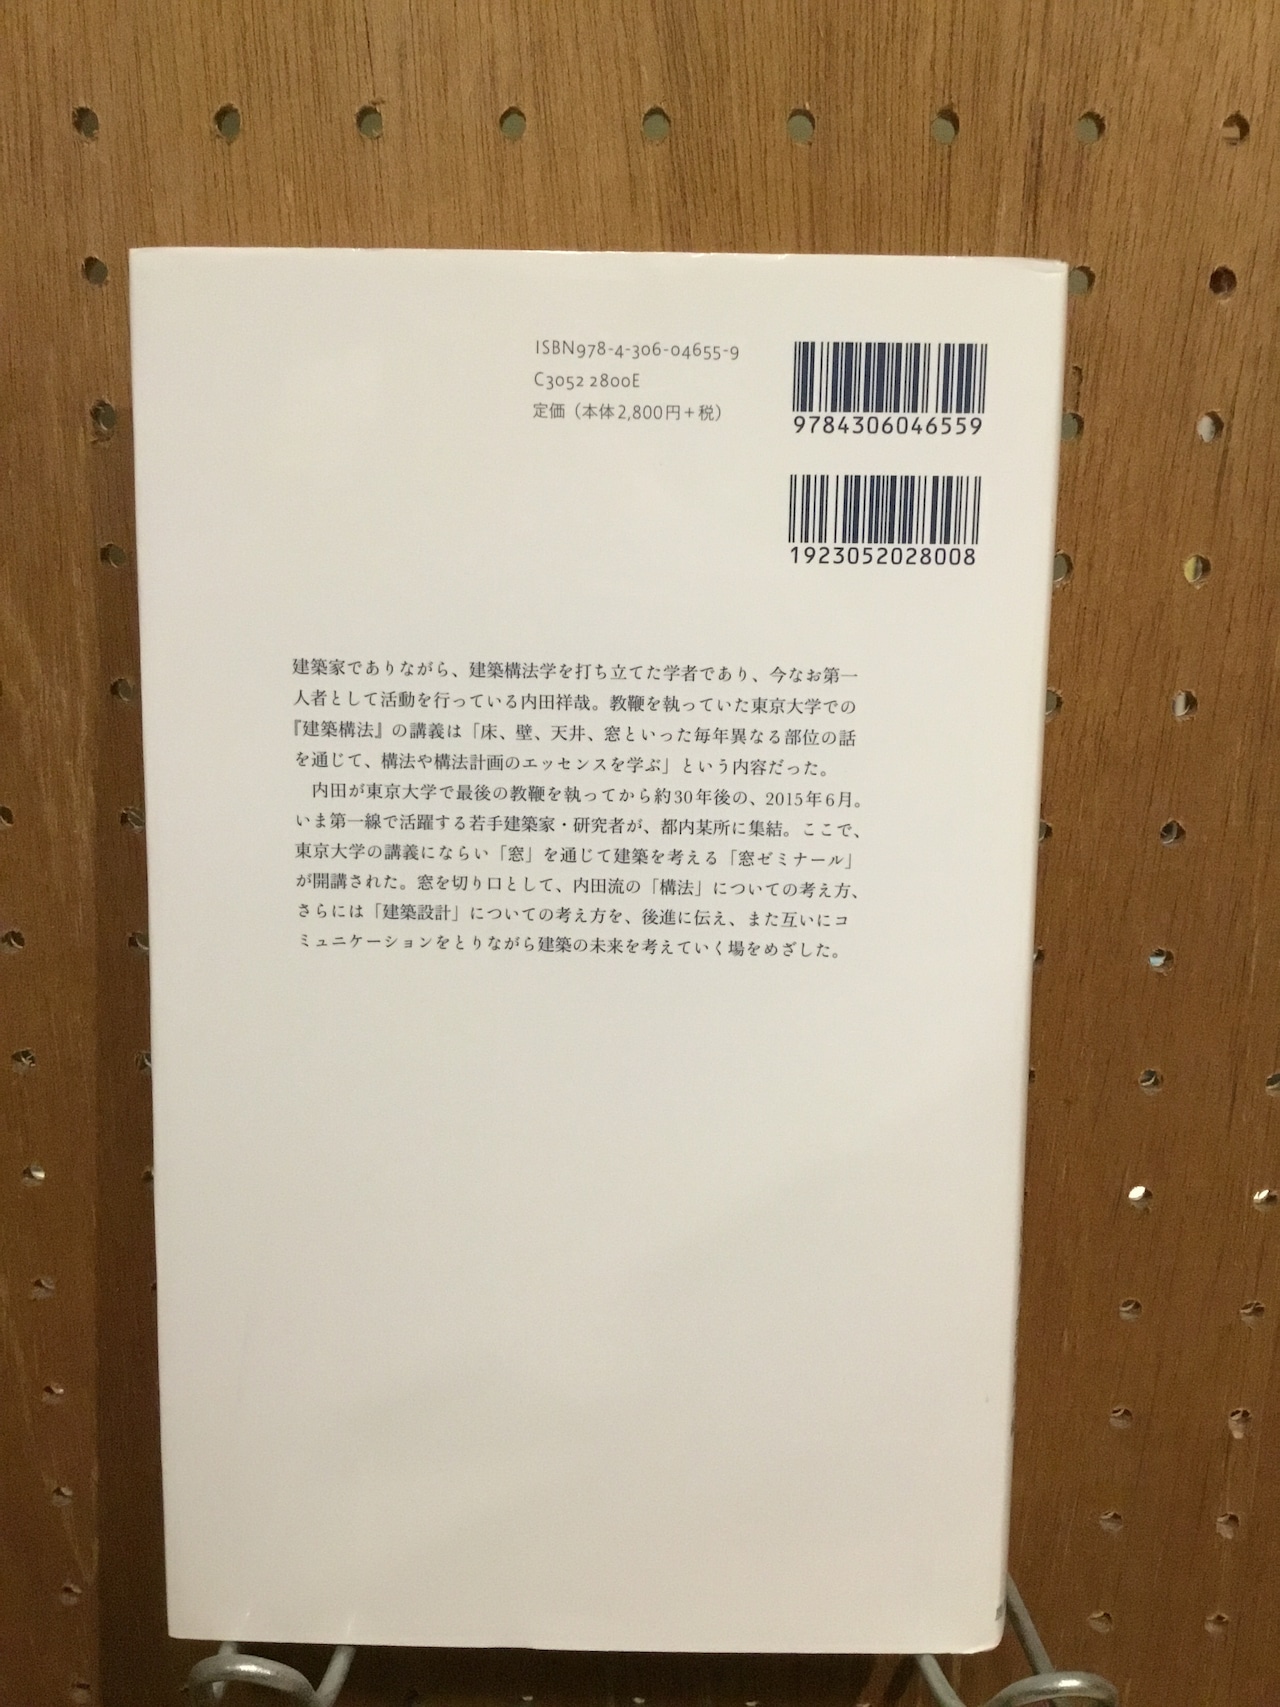 ISBN978-4-306-04655-9
C3052 2800E
定価（本体2,800円＋税）
9784306046559
1923052028008
建築家でありながら、建築構法学を打ち立てた学者であり、今なお第一
人者として活動を行っている内田祥哉。教鞭を執っていた東京大学での
『建築構法』の講義は「床、壁、天井、窓といった毎年異なる部位の話
を通じて、構法や構法計画のエッセンスを学ぶ」という内容だった。
　内田が東京大学で最後の教鞭を執ってから約30年後の、2015年6月。
いま第一線で活躍する若手建築家・研究者が、都内某所に集結。ここで、
東京大学の講義にならい「窓」を通じて建築を考える「窓ゼミナール」
が開講された。窓を切り口として、内田流の「構法」についての考え方、
さらには「建築設計」についての考え方を、後進に伝え、また互いにコ
ミュニケーションをとりながら建築の未来を考えていく場をめざした。